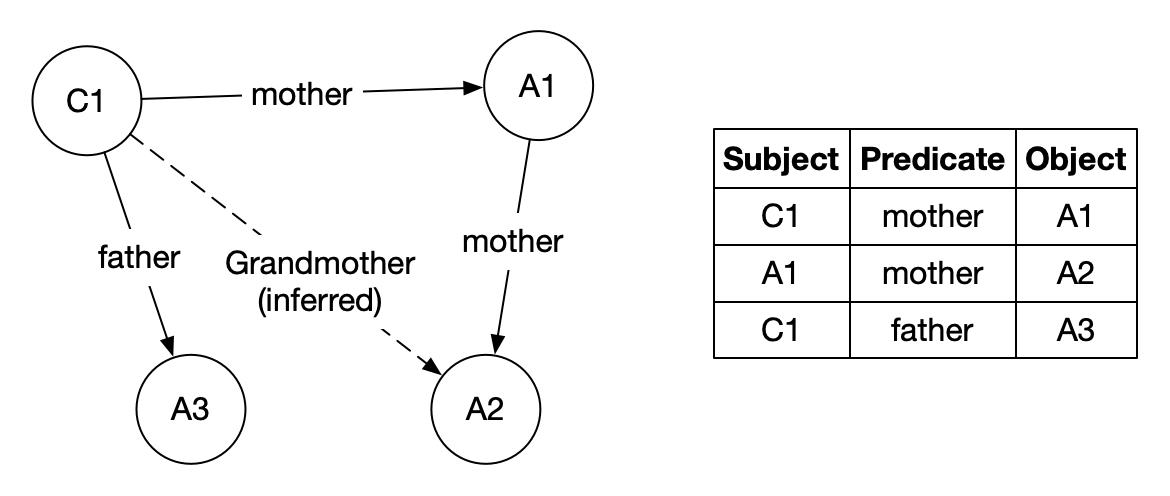 C1
mother
A1
father
Grandmother
(inferred)
mother
A3
A2
Subject Predicate Object
C1 mother A1
A1 mother A2
C1 father A3